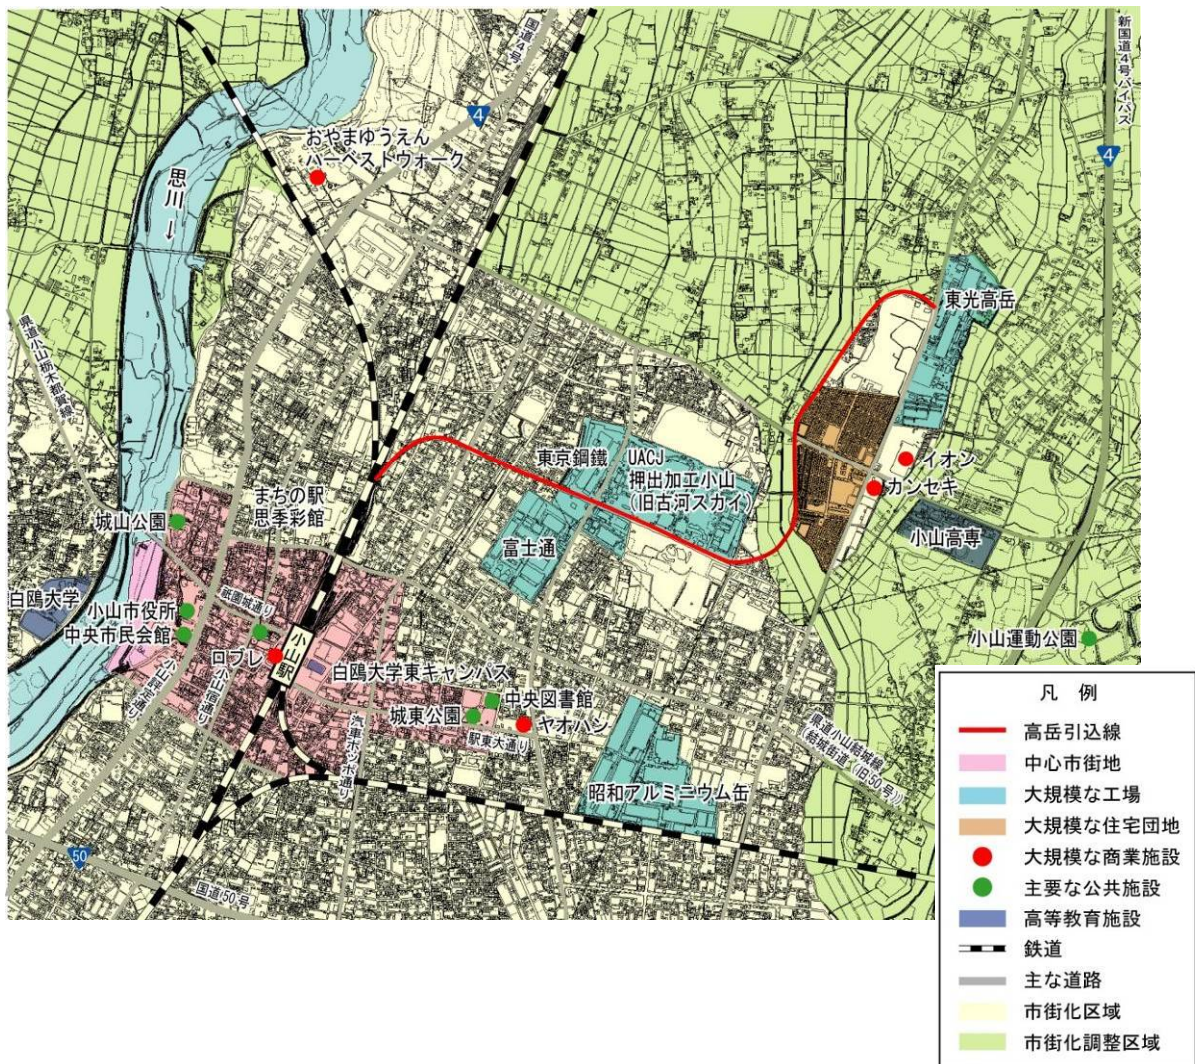 国道4号
4
新国道4号バイパス
4
おやまゆうえん
ハーベストウォーク
思川
↓
県道小山栃木都賀線
東光高岳
東京鋼鐵
UACJ
押出加工小山
(旧古河スカイ)
イオン
カンセキ
まちの駅
思季彩館
城山公園
富士通
小山高専
白鴎大学
小山市役所
中央市民会館
祇園城通り
小山駅
ロブレ
白鴎大学東キャンパス
小山運動公園
中央図書館
城東公園
ヤオハン
駅東大通り
小山宿通り
汽車ポッポ通り
県道小山結城線
(結城街道(旧50号))
昭和アルミニウム缶
50
国道50号
凡例
高岳引込線
中心市街地
大規模な工場
大規模な住宅団地
大規模な商業施設
主要な公共施設
高等教育施設
鉄道
主な道路
市街化区域
市街化調整区域